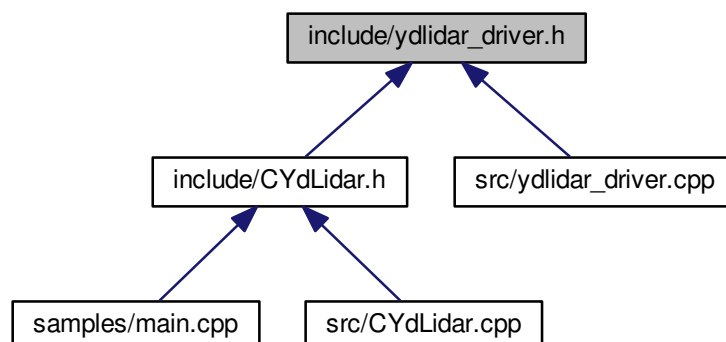 include/ydlidar_driver.h
include/CYdLidar.h
src/ydlidar_driver.cpp
samples/main.cpp
src/CYdLidar.cpp